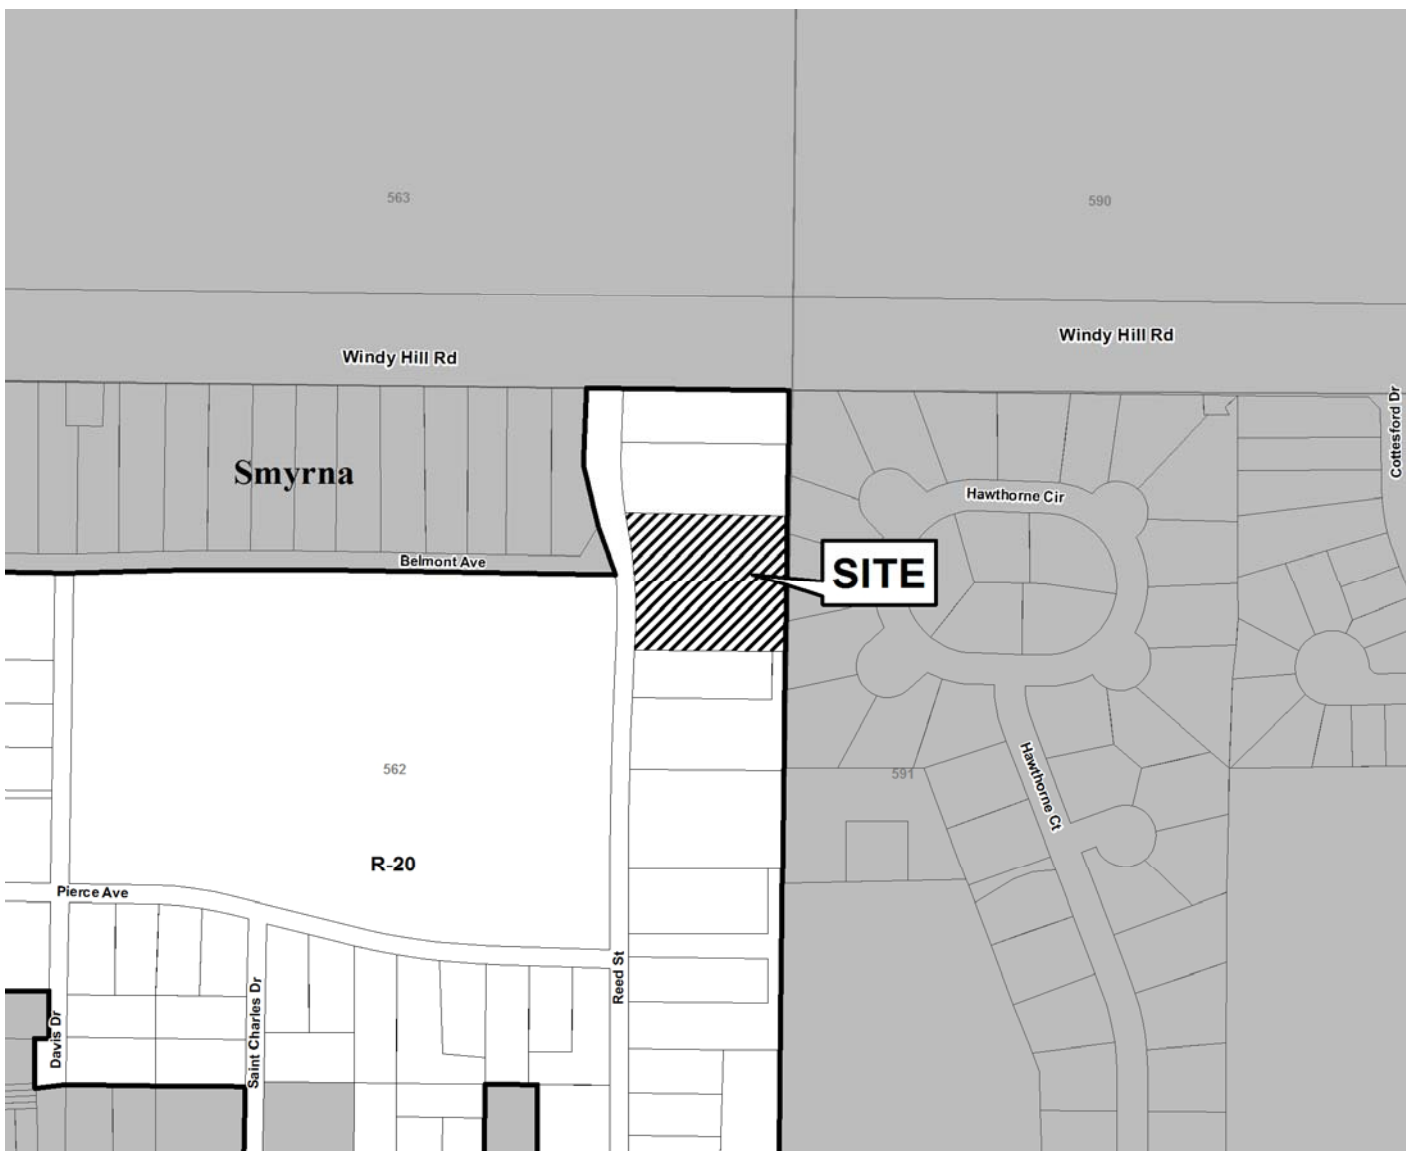 563
590
Windy Hill Rd
Windy Hill Rd
Cottesford Dr
Smyrna
Hawthorne Cir
Belmont Ave
SITE
562
591
Hawthorne Ct
R-20
Pierce Ave
Reed St
Saint Charles Dr
Davis Dr